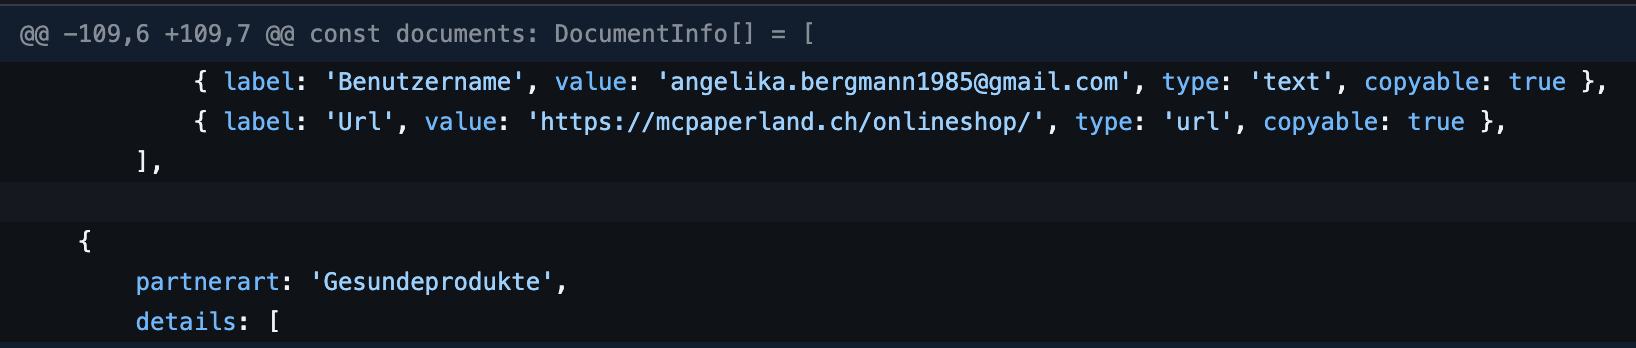 @@ -109,6 +109,7 @@ const documents: DocumentInfo[] = [
{ label: 'Benutzername', value: 'angelika.bergmann1985@gmail.com', type: 'text', copyable: true },
{ label: 'Url', value: 'https://mcpaperland.ch/onlineshop/', type: 'url', copyable: true },
],
{
partnerart: 'Gesundeprodukte',
details: [